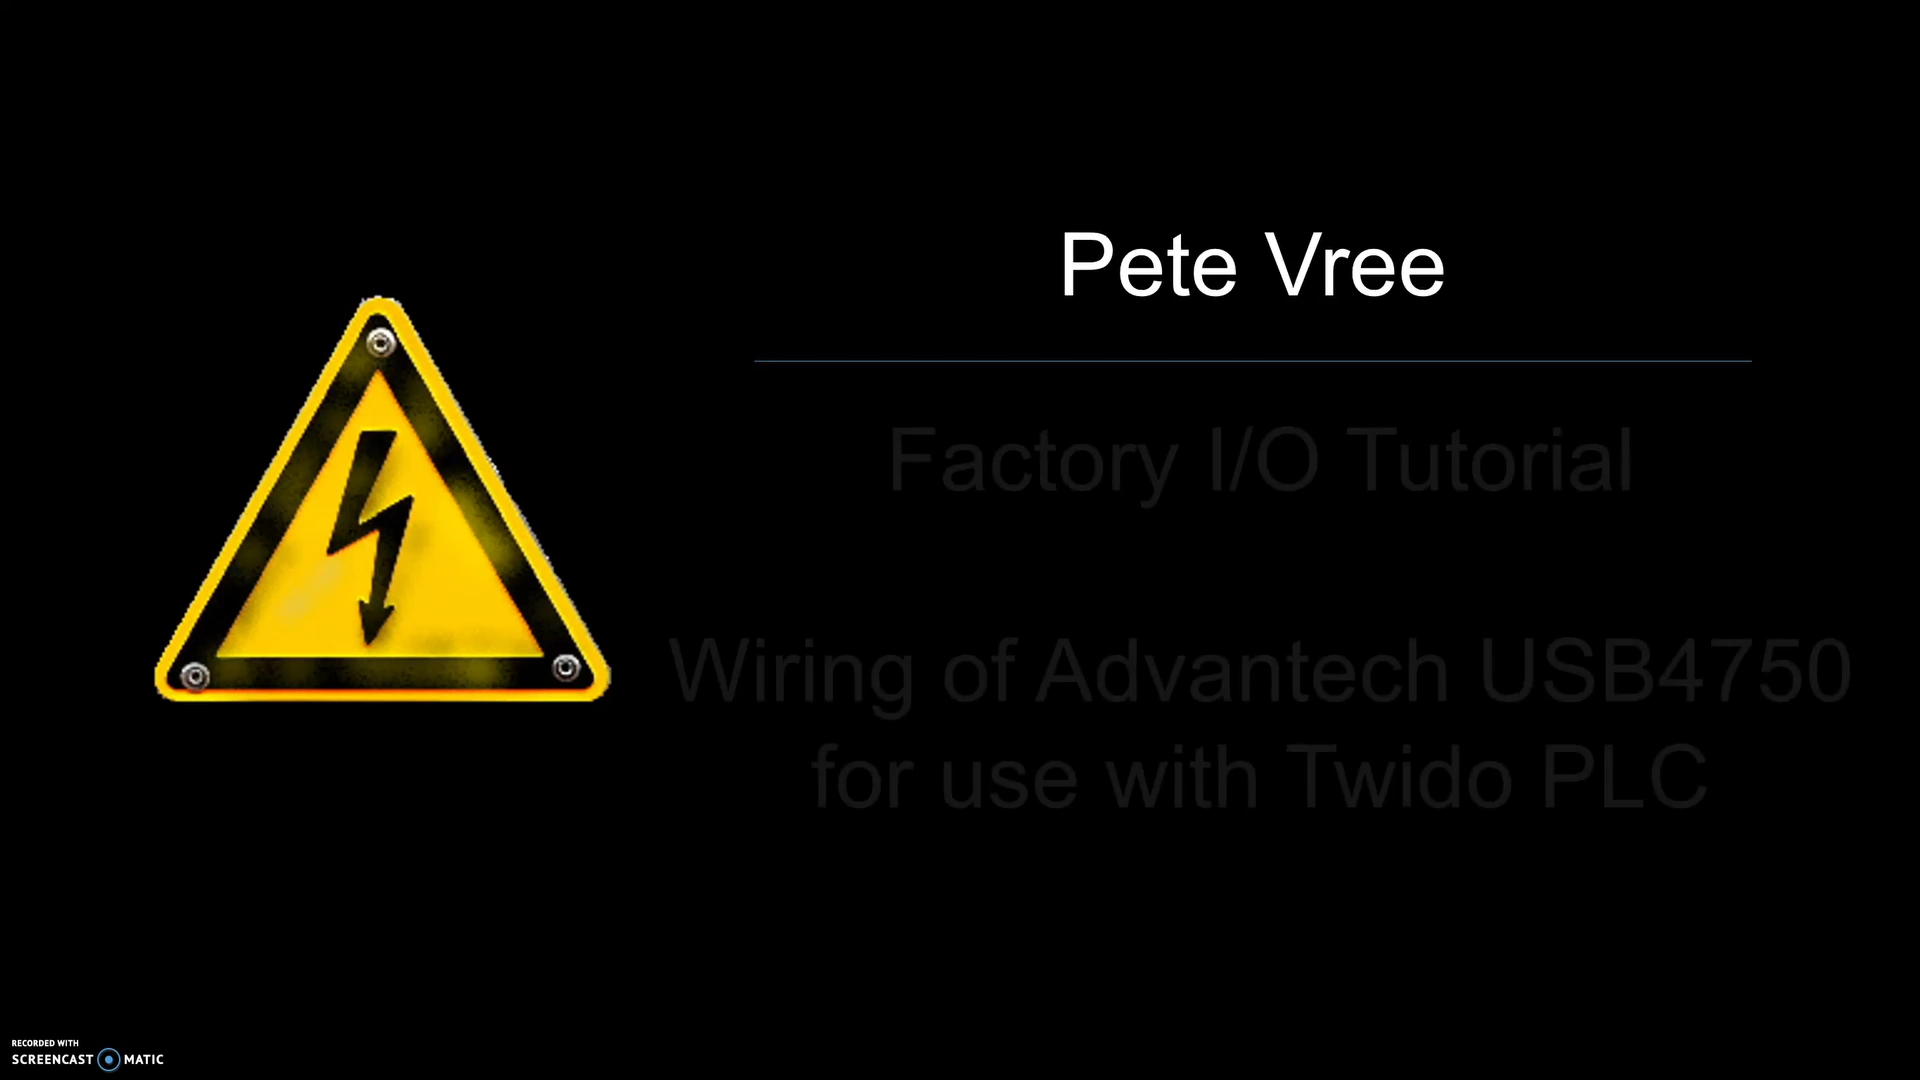 Pete Vree
Factory I/O Tutorial
Wiring of Advantech USB4750
for use with Twido PLC
RECORDED WITH
SCREENCAST MATIC